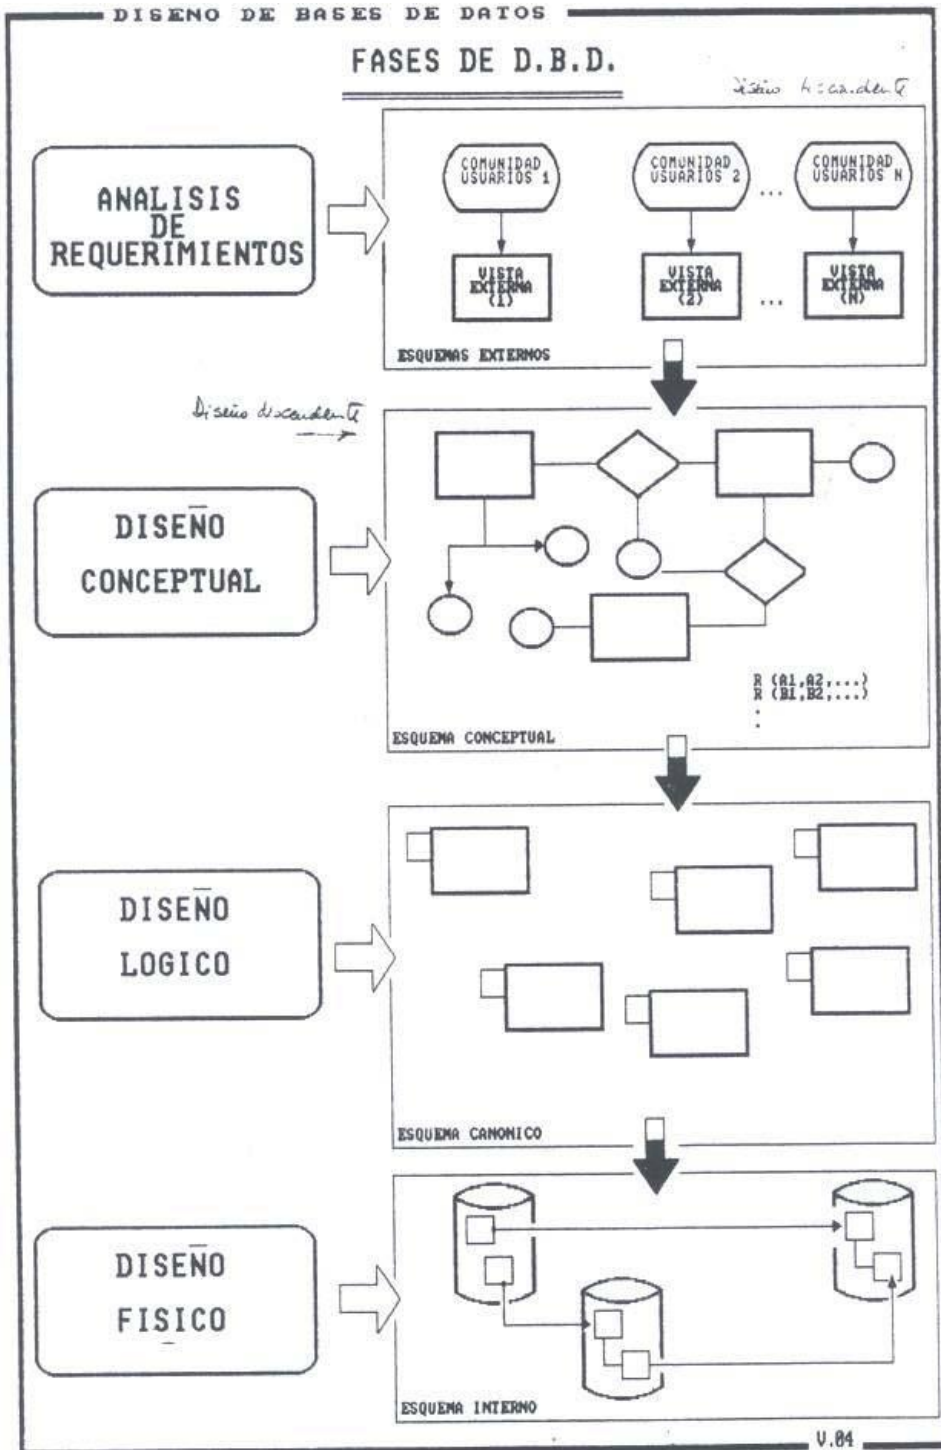 DISENO DE BASES DE DATOS
FASES DE D.B.D.
Diseño
ANALISIS
DE
REQUERIMIENTOS
COMUNIDAD
USUARIOS 1
COMUNIDAD
USUARIOS 2
...
COMUNIDAD
USUARIOS N
VISTA
EXTERNA
(1)
VISTA
EXTERNA
(2)
...
VISTA
EXTERNA
(N)
ESQUEMAS EXTERNOS
Diseño descendente
DISEÑO
CONCEPTUAL
R (A1,A2,...)
R (B1,B2,...)
.
.
ESQUEMA CONCEPTUAL
DISEÑO
LOGICO
ESQUEMA CANONICO
DISEÑO
FISICO
ESQUEMA INTERNO
V.04